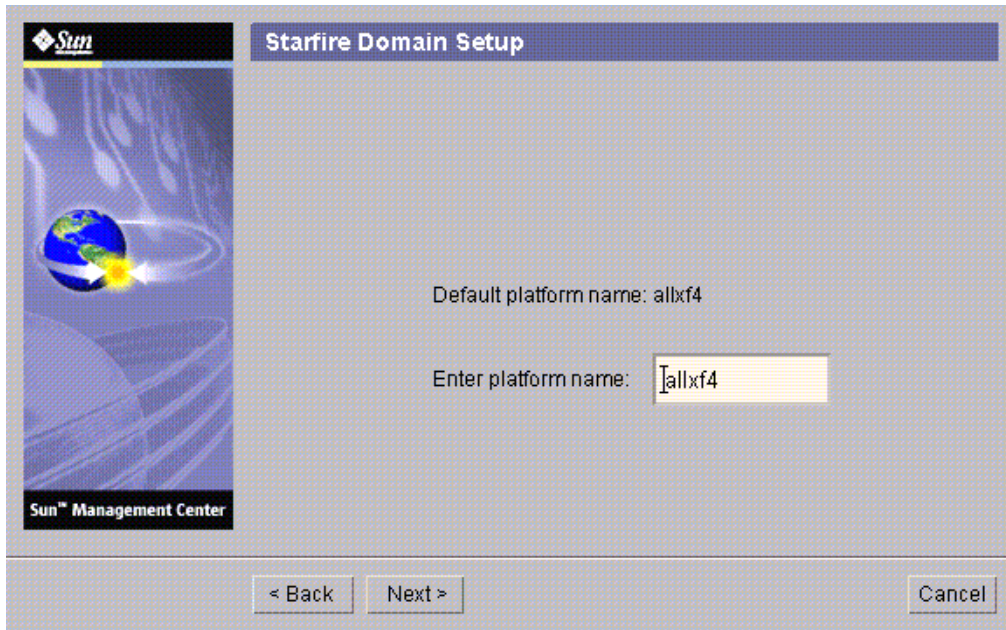 Sun
Starfire Domain Setup
Default platform name: allxf4
Enter platform name: allxf4
Sun™ Management Center
< Back
Next >
Cancel